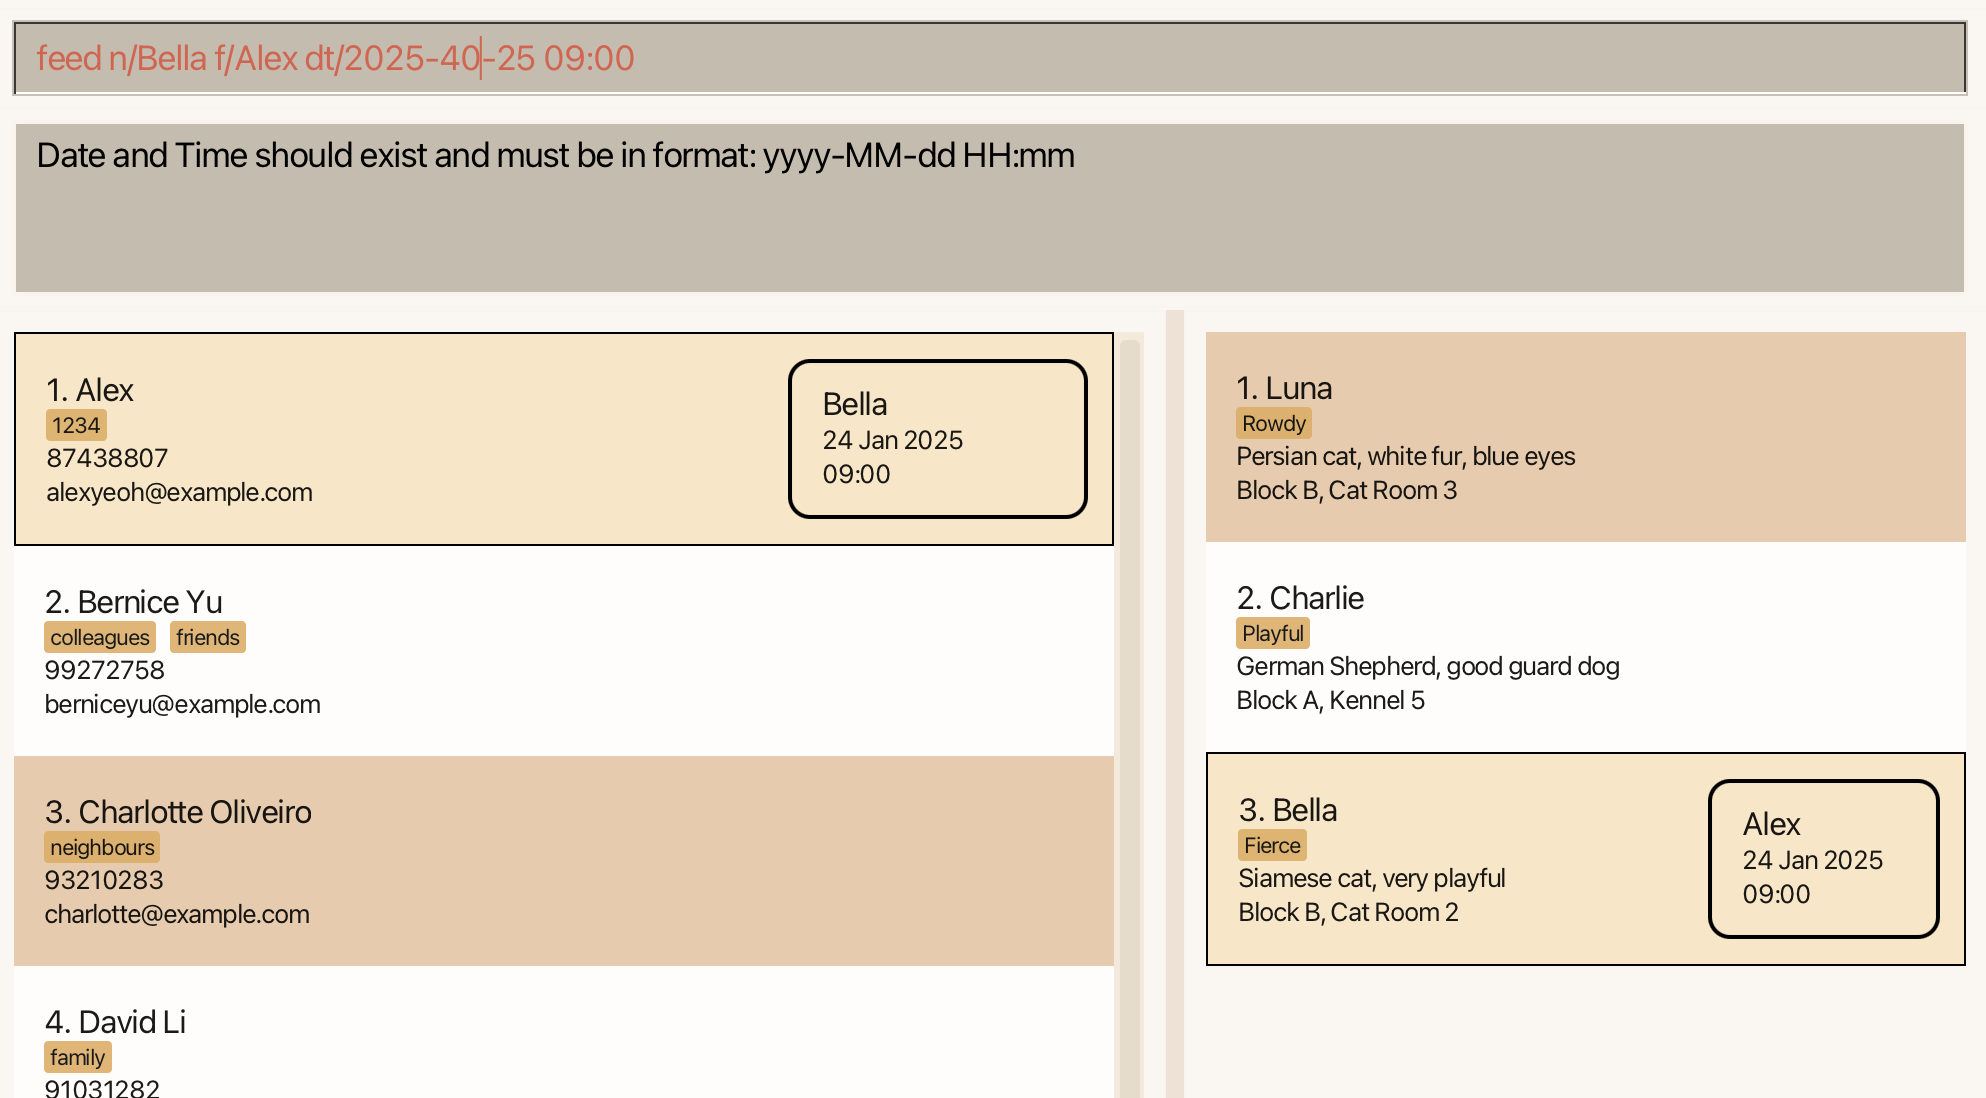 feed n/Bella f/Alex dt/2025-40-25 09:00
Date and Time should exist and must be in format: yyyy-MM-dd HH:mm
1. Alex
1234
87438807
alexyeoh@example.com
Bella
24 Jan 2025
09:00
2. Bernice Yu
colleagues friends
99272758
berniceyu@example.com
3. Charlotte Oliveiro
neighbours
93210283
charlotte@example.com
4. David Li
family
91031282
1. Luna
Rowdy
Persian cat, white fur, blue eyes
Block B, Cat Room 3
2. Charlie
Playful
German Shepherd, good guard dog
Block A, Kennel 5
3. Bella
Fierce
Siamese cat, very playful
Block B, Cat Room 2
Alex
24 Jan 2025
09:00